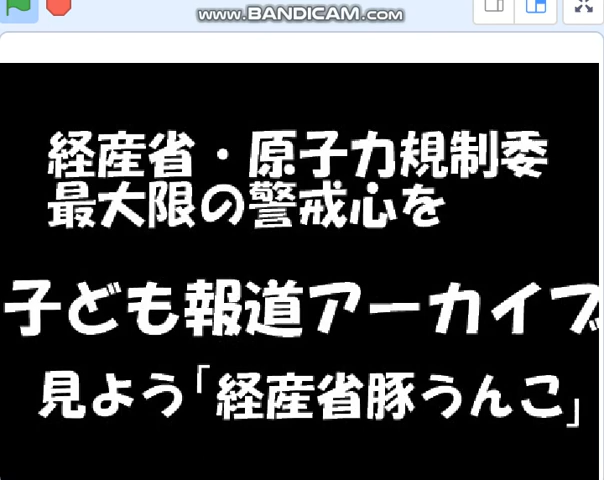 www.BANDICAM.com
経産省・原子力規制委
最大限の警戒心を
子ども報道アーカイブ
見よう「経産省豚うんこ」